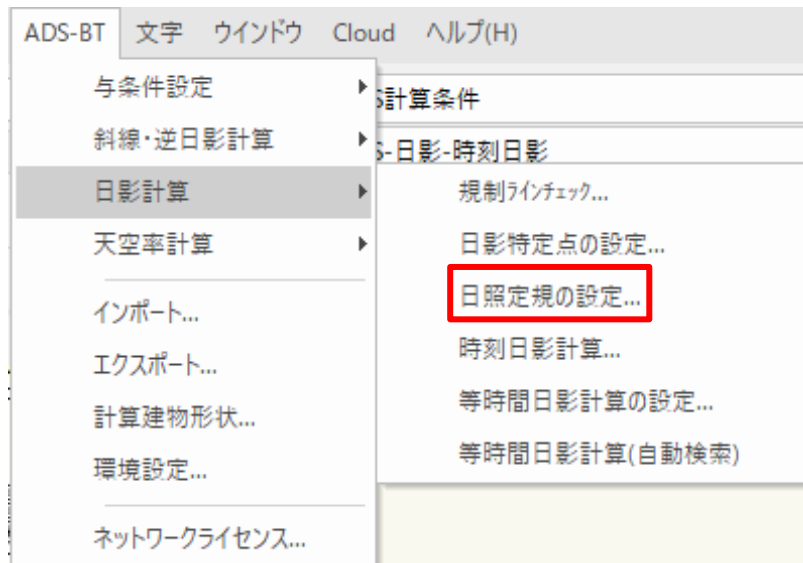 ADS-BT 文字 ウインドウ Cloud ヘルプ(H)
与条件設定
計算条件
斜線・逆日影計算
-日影-時刻日影
日影計算
規制ﾗｲﾝﾁｪｯｸ...
日影特定点の設定...
天空率計算
日照定規の設定...
インポート...
時刻日影計算...
エクスポート...
等時間日影計算の設定...
計算建物形状...
等時間日影計算(自動検索)
環境設定...
ネットワークライセンス...